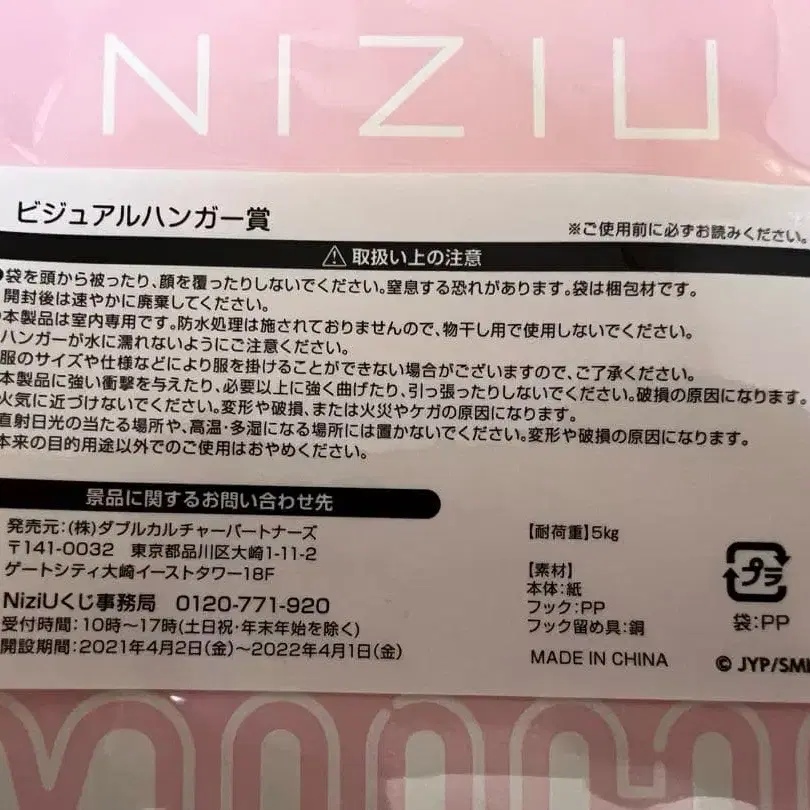 NIZIU
ビジュアルハンガー賞
※ご使用前に必ずお読みください。
取扱い上の注意
●袋を頭から被ったり、顔を覆ったりしないでください。窒息する恐れがあります。袋は梱包材です。
開封後は速やかに廃棄してください。
本製品は室内専用です。防水処理は施されておりませんので、物干し用で使用しないでください。
ハンガーが水に濡れないようにご注意ください。
服のサイズや仕様などにより服を掛けることができない場合がございますので、ご了承ください。
本製品に強い衝撃を与えたり、必要以上に強く曲げたり、引っ張ったりしないでください。破損の原因になります。
火気に近づけないでください。変形や破損、または火災やケガの原因になります。
直射日光の当たる場所や、高温・多湿になる場所には置かないでください。変形や破損の原因になります。
本来の目的用途以外でのご使用はおやめください。
景品に関するお問い合わせ先
発売元:(株)ダブルカルチャーパートナーズ
〒141-0032 東京都品川区大崎1-11-2
ゲートシティ大崎イーストタワー18F
NiziUくじ事務局 0120-771-920
受付時間:10時〜17時(土日祝・年末年始を除く)
開設期間:2021年4月2日(金)〜2022年4月1日(金)
【耐荷重】5kg
【素材】
本体:紙
フック:PP
フック留め具:鋼
MADE IN CHINA
プラ
袋:PP
© JYP/SME